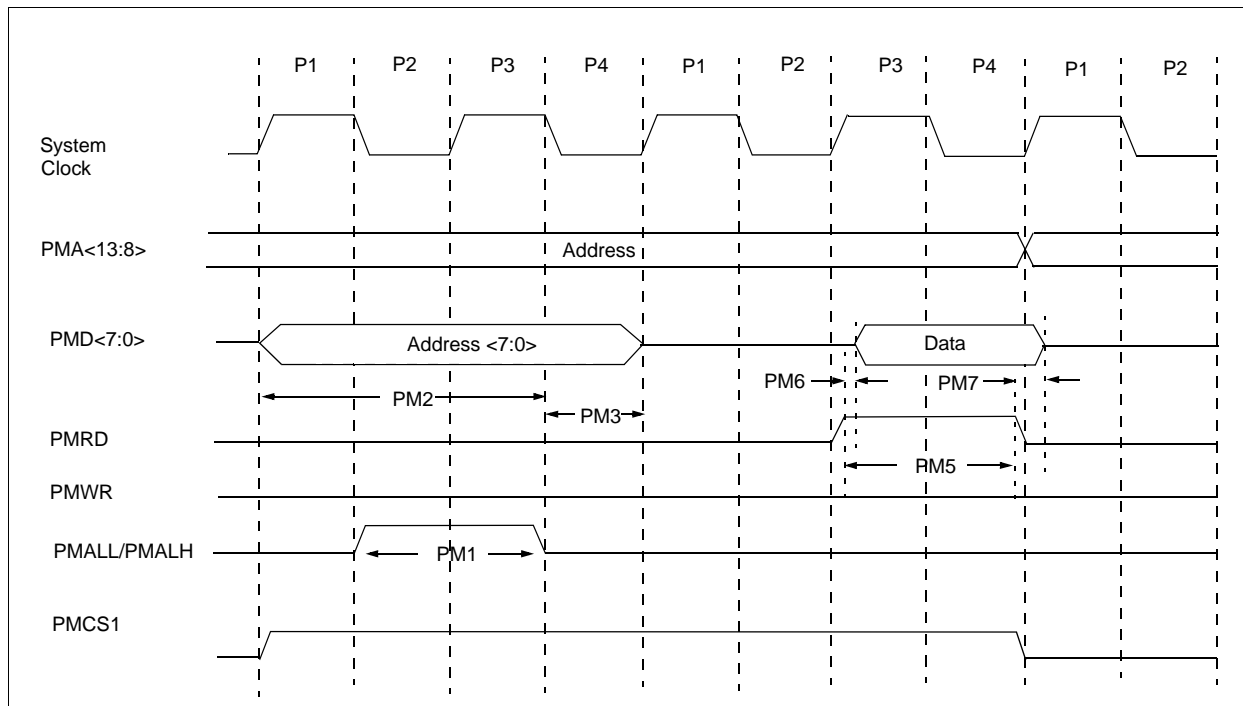 P1 P2 P3 P4 P1 P2 P3 P4 P1 P2
System
Clock
PMA<13:8>
Address
PMD<7:0>
Address <7:0>
Data
PM6
PM7
PM2
PM3
PMRD
PM5
PMWR
PMALL/PMALH
PM1
PMCS1